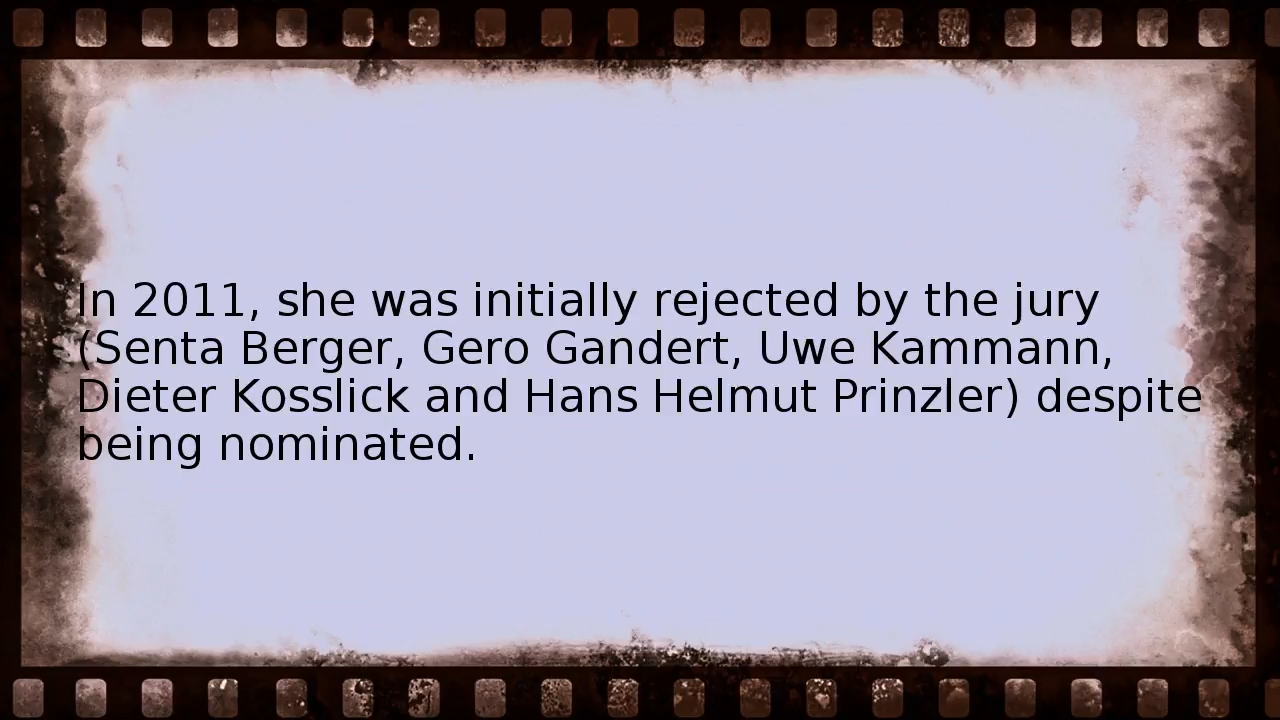 In 2011, she was initially rejected by the jury
(Senta Berger, Gero Gandert, Uwe Kammann,
Dieter Kosslick and Hans Helmut Prinzler) despite
being nominated.